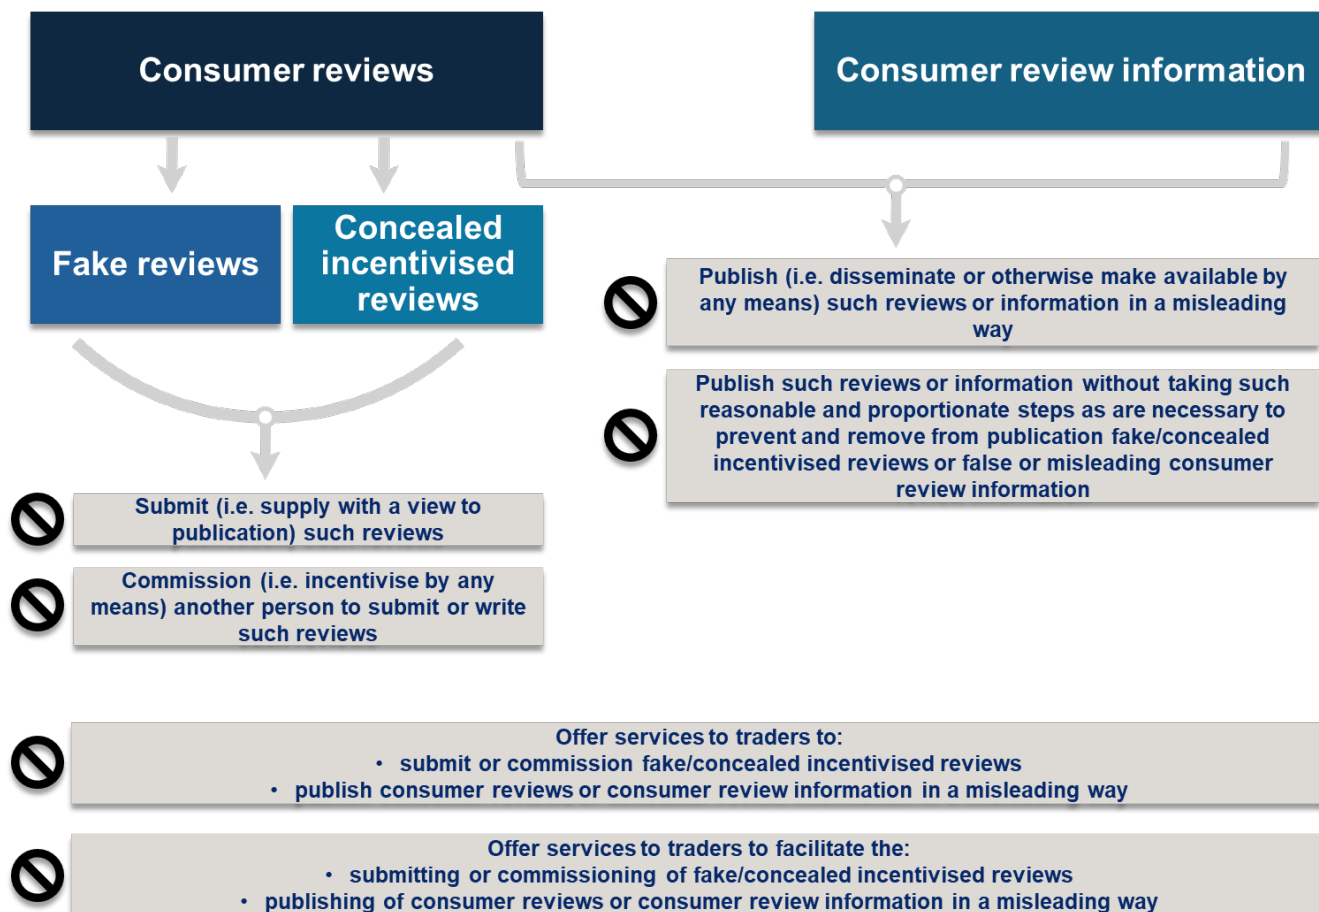 Consumer reviews
Consumer review information
Fake reviews
Concealed
incentivised
reviews
Publish (i.e. disseminate or otherwise make available by
any means) such reviews or information in a misleading
way
Publish such reviews or information without taking such
reasonable and proportionate steps as are necessary to
prevent and remove from publication fake/concealed
incentivised reviews or false or misleading consumer
review information
Submit (i.e. supply with a view to
publication) such reviews
Commission (i.e. incentivise by any
means) another person to submit or write
such reviews
Offer services to traders to:
• submit or commission fake/concealed incentivised reviews
• publish consumer reviews or consumer review information in a misleading way
Offer services to traders to facilitate the:
• submitting or commissioning of fake/concealed incentivised reviews
• publishing of consumer reviews or consumer review information in a misleading way